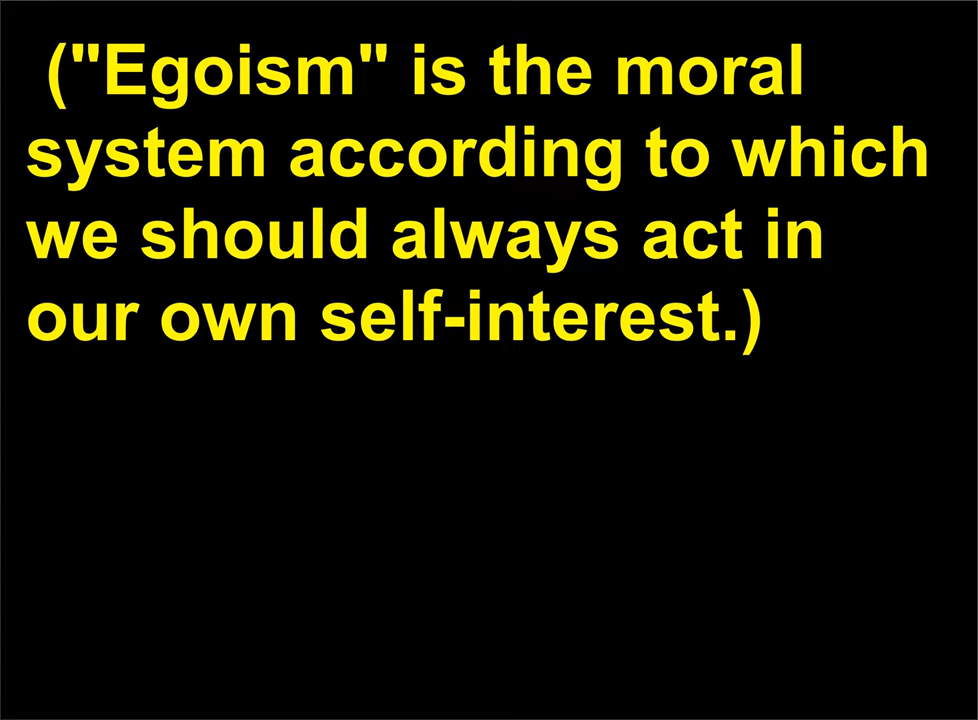 ("Egoism" is the moral
system according to which
we should always act in
our own self-interest.)